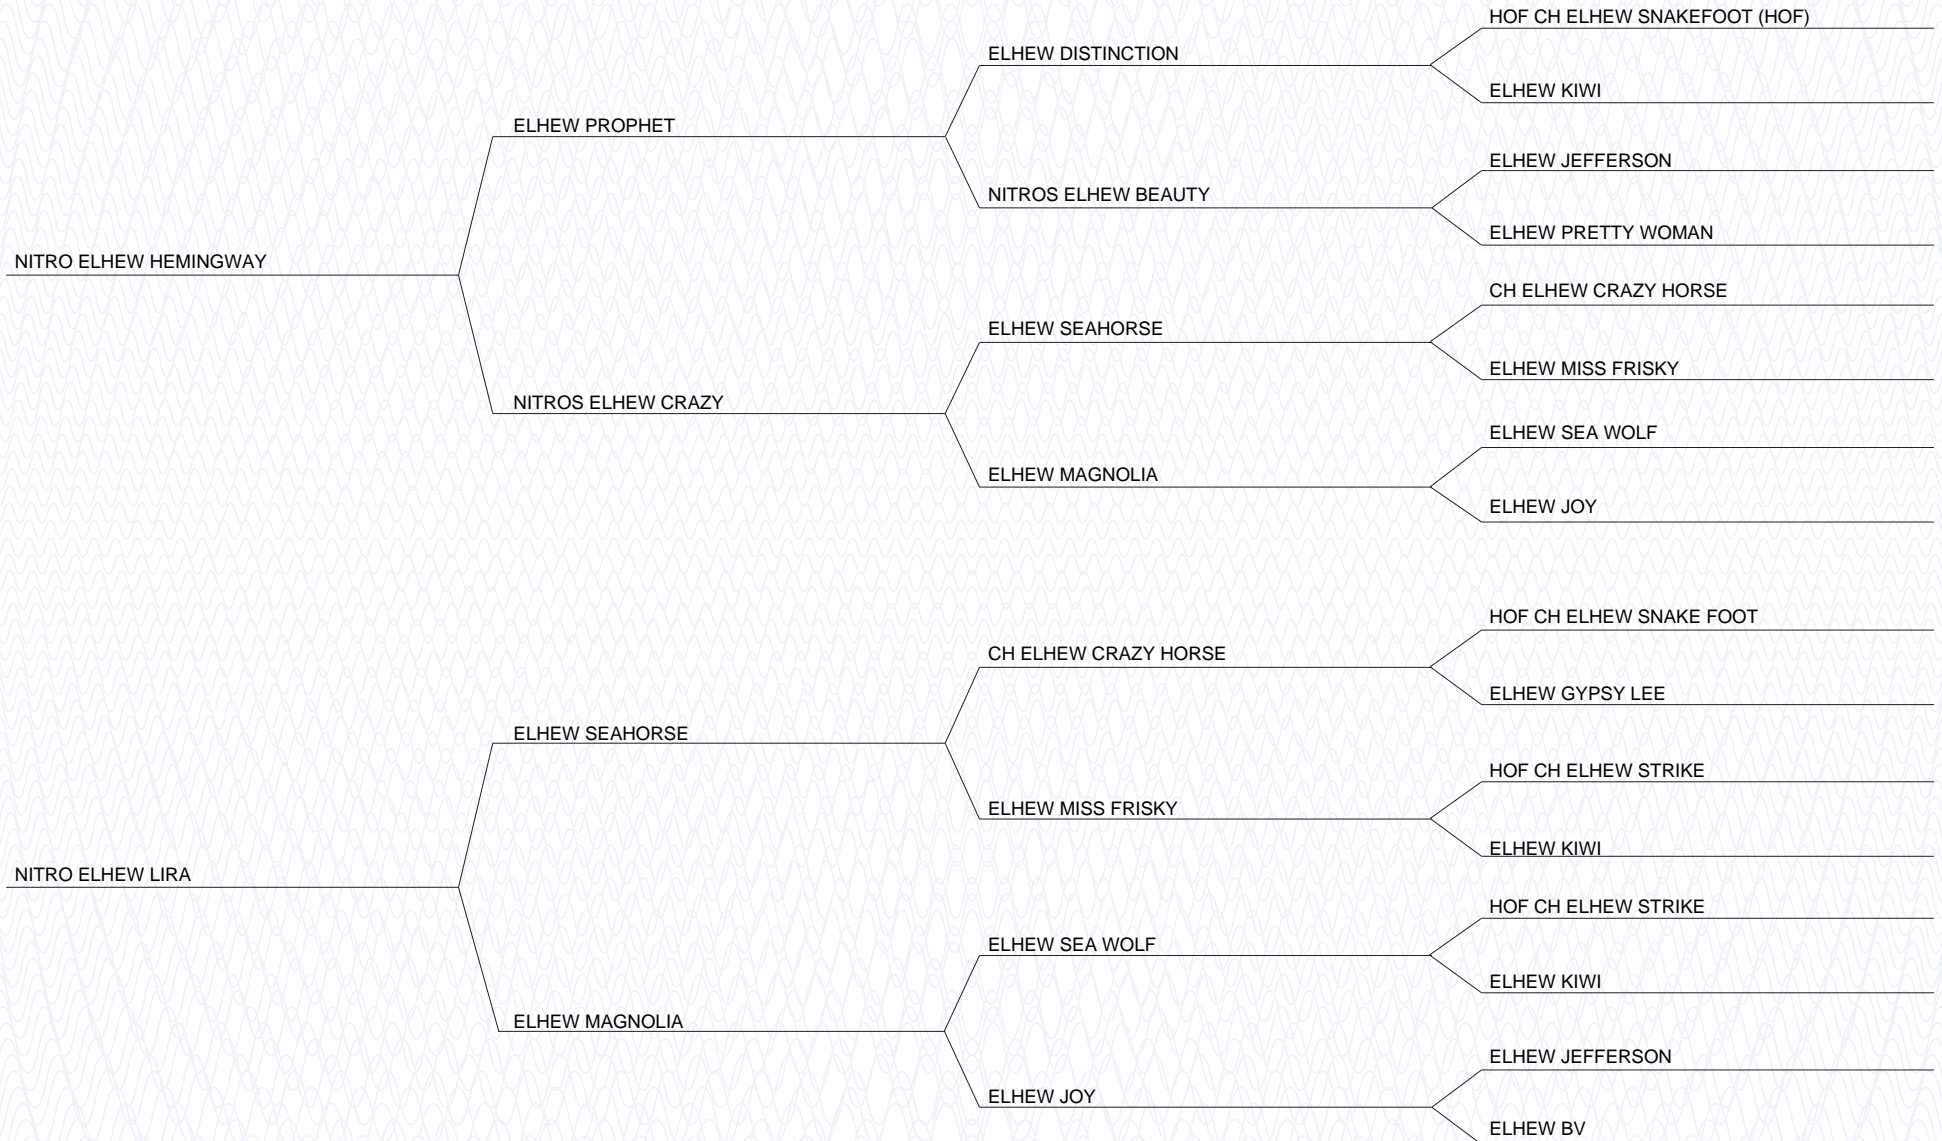 HOF CH ELHEW SNAKEFOOT (HOF)
ELHEW DISTINCTION
ELHEW KIWI
ELHEW PROPHET
ELHEW JEFFERSON
NITROS ELHEW BEAUTY
ELHEW PRETTY WOMAN
NITRO ELHEW HEMINGWAY
CH ELHEW CRAZY HORSE
ELHEW SEAHORSE
ELHEW MISS FRISKY
NITROS ELHEW CRAZY
ELHEW SEA WOLF
ELHEW MAGNOLIA
ELHEW JOY
HOF CH ELHEW SNAKE FOOT
CH ELHEW CRAZY HORSE
ELHEW GYPSY LEE
ELHEW SEAHORSE
HOF CH ELHEW STRIKE
ELHEW MISS FRISKY
ELHEW KIWI
NITRO ELHEW LIRA
HOF CH ELHEW STRIKE
ELHEW SEA WOLF
ELHEW KIWI
ELHEW MAGNOLIA
ELHEW JEFFERSON
ELHEW JOY
ELHEW BV